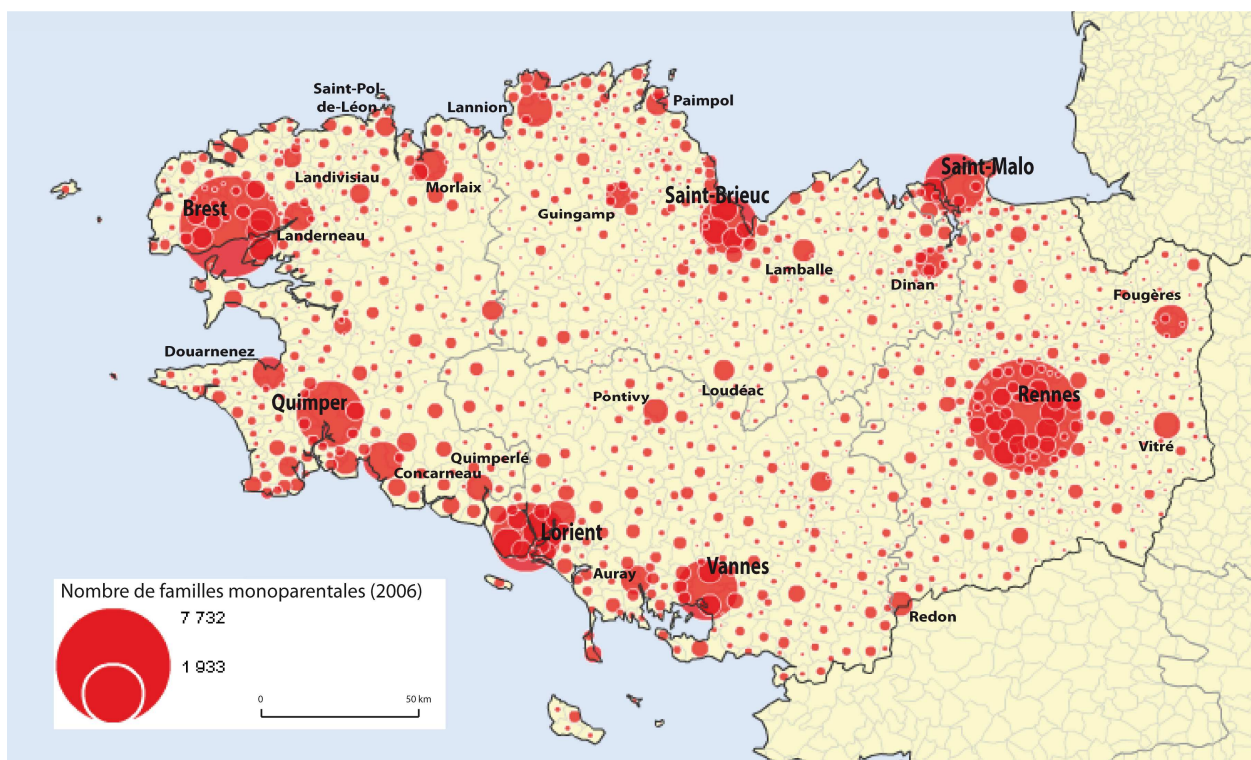 Saint-Pol-
de-Léon
Lannion
Paimpol
Saint-Malo
Landivisiau
Morlaix
Saint-Brieuc
Brest
Guingamp
Landerneau
Lamballe
Dinan
Fougères
Douarnenez
Quimper
Pontivy
Loudéac
Rennes
Vitré
Quimperlé
Concarneau
Lorient
Auray
Vannes
Redon
Nombre de familles monoparentales (2006)
7 732
1 933
0 50 km